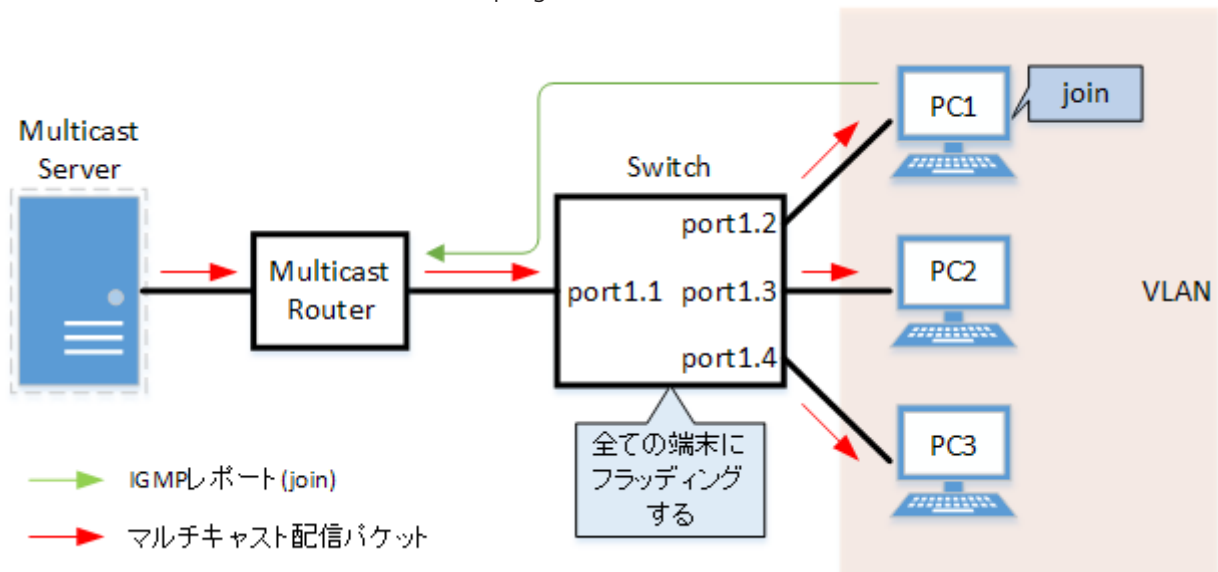 Multicast
Server
Multicast
Router
Switch
port1.1
port1.2
port1.3
port1.4
全ての端末に
フラッディング
する
PC1
join
PC2
PC3
VLAN
IGMPレポート(join)
マルチキャスト配信パケット